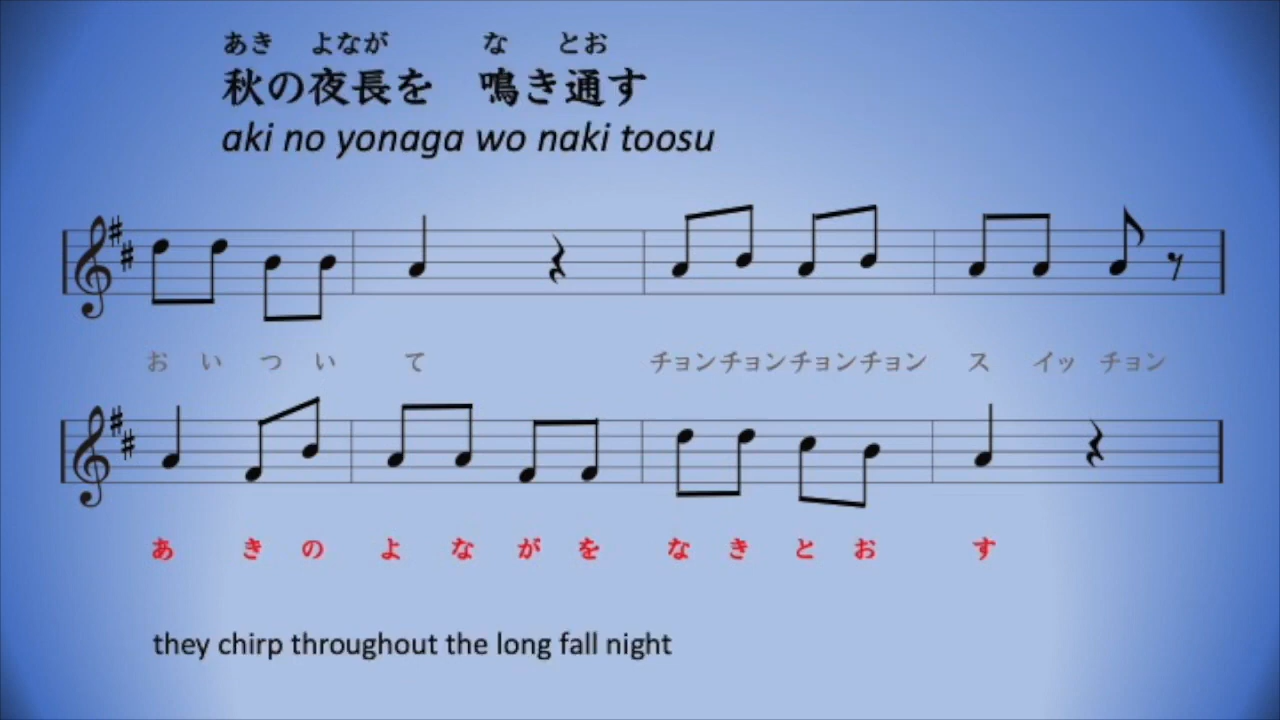 あき よなが な とお
秋の夜長を 鳴き通す
aki no yonaga wo naki toosu
お い つ い て チョンチョンチョンチョン ス イッ チョン
あ き の よ な が を な き と お す
they chirp throughout the long fall night